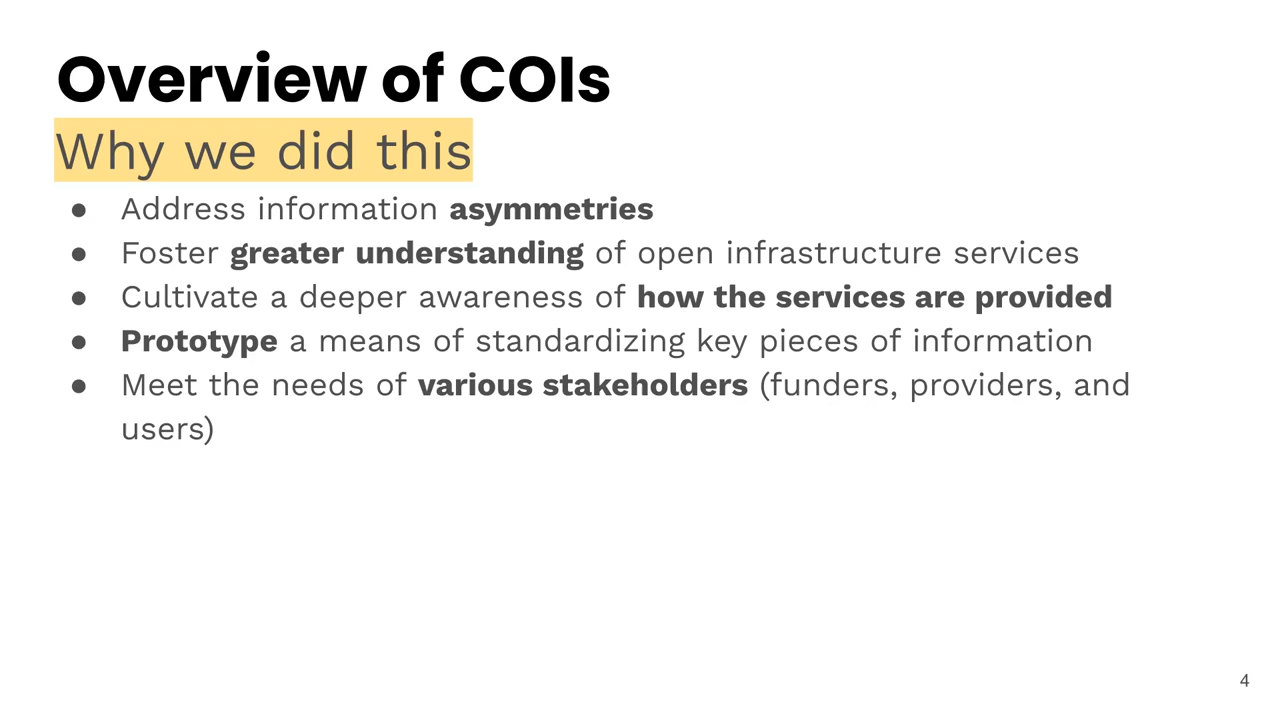 Overview of COIs
Why we did this
● Address information asymmetries
● Foster greater understanding of open infrastructure services
● Cultivate a deeper awareness of how the services are provided
● Prototype a means of standardizing key pieces of information
● Meet the needs of various stakeholders (funders, providers, and
users)
4